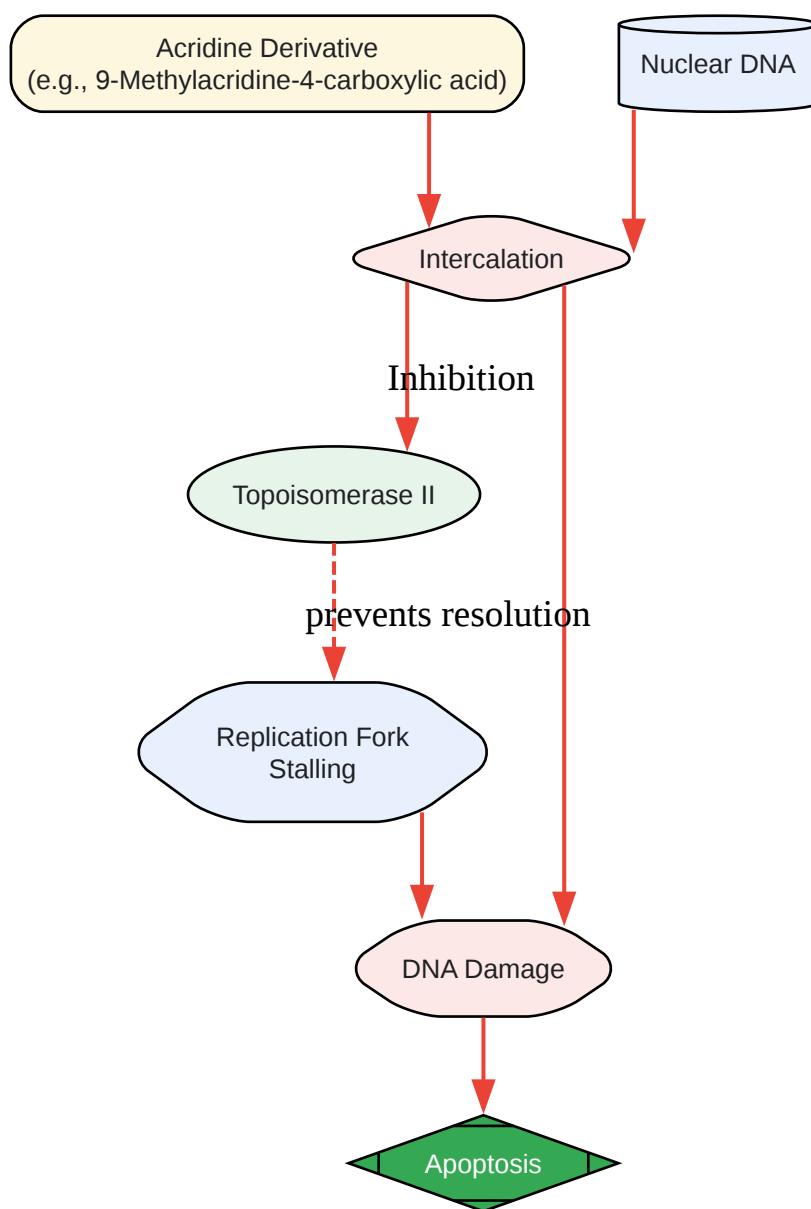 Acridine Derivative
(e.g., 9-Methylacridine-4-carboxylic acid)
Nuclear DNA
Intercalation
Inhibition
Topoisomerase II
prevents resolution
Replication Fork
Stalling
DNA Damage
Apoptosis